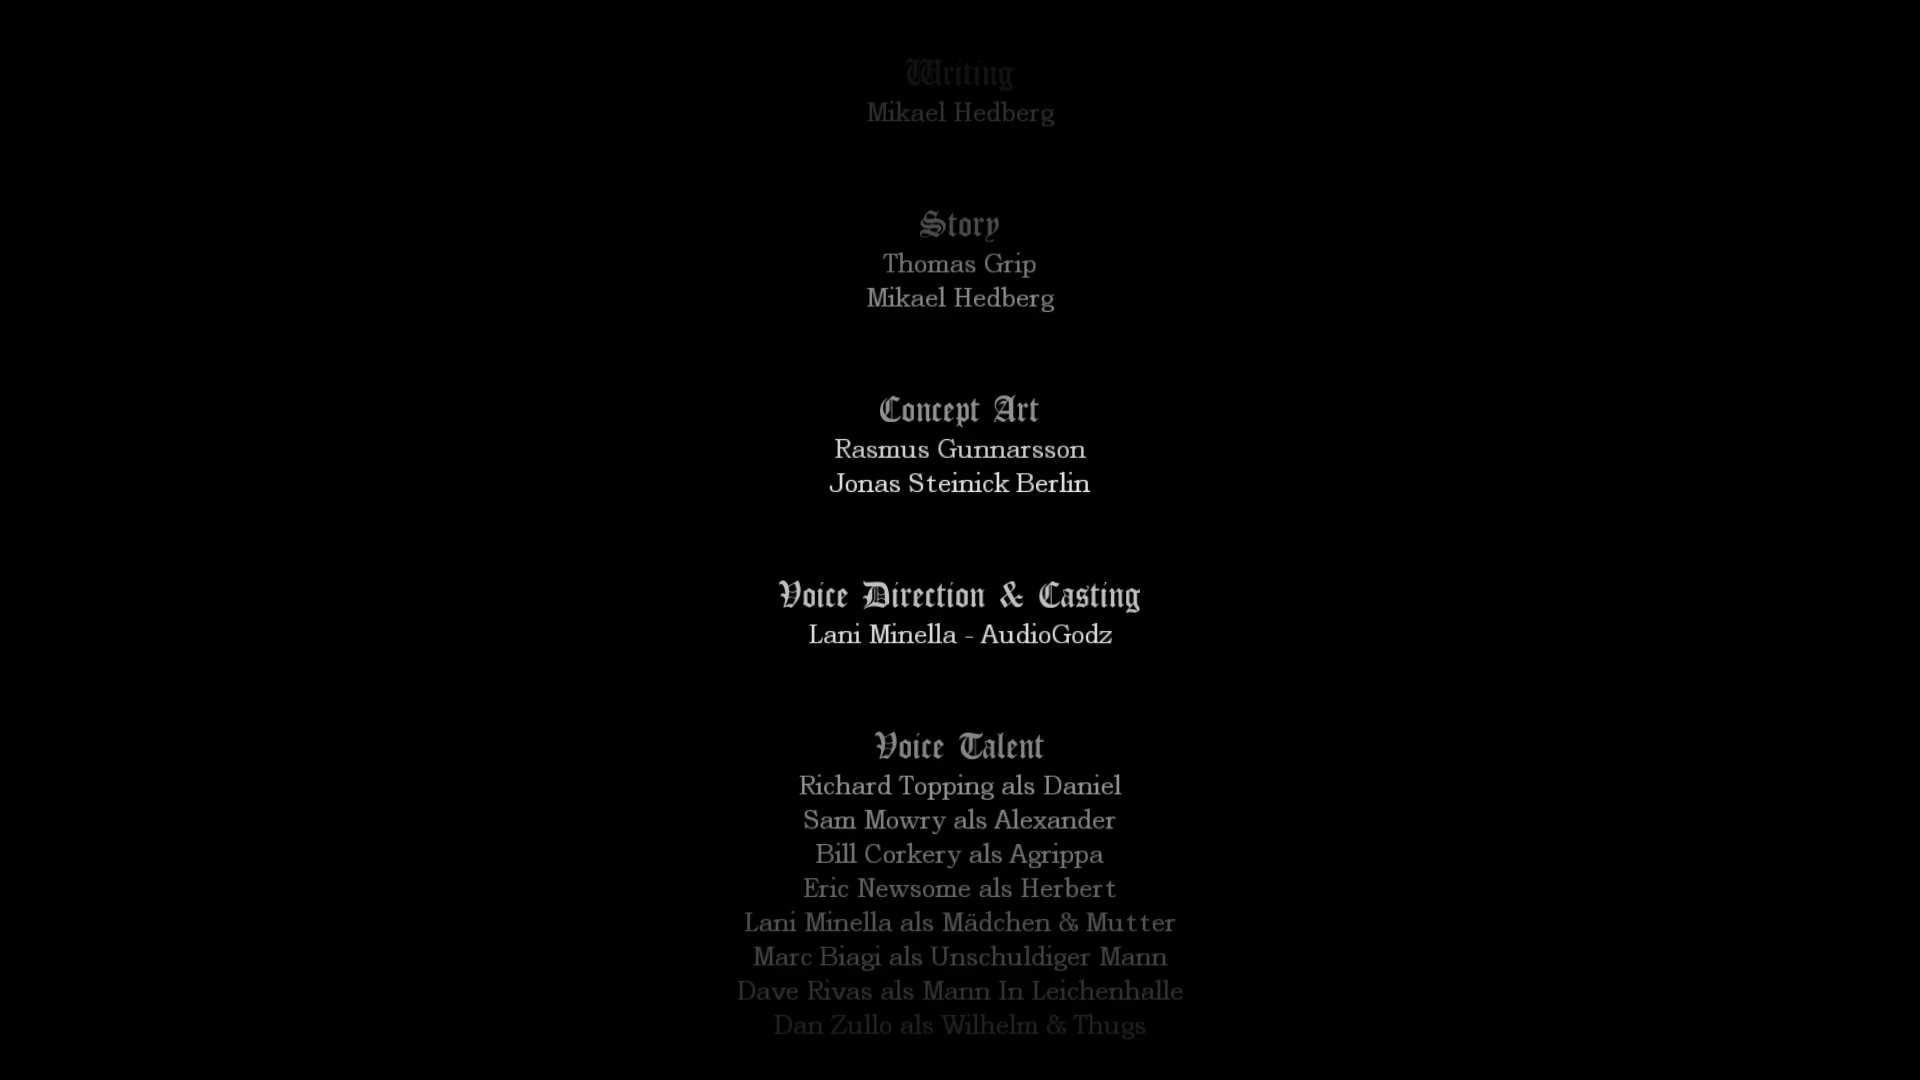 Writing
Mikael Hedberg
Story
Thomas Grip
Mikael Hedberg
Concept Art
Rasmus Gunnarsson
Jonas Steinick Berlin
Voice Direction & Casting
Lani Minella - AudioGodz
Voice Talent
Richard Topping als Daniel
Sam Mowry als Alexander
Bill Corkery als Agrippa
Eric Newsome als Herbert
Lani Minella als Mädchen & Mutter
Marc Biagi als Unschuldiger Mann
Dave Rivas als Mann In Leichenhalle
Dan Zullo als Wilhelm & Thugs